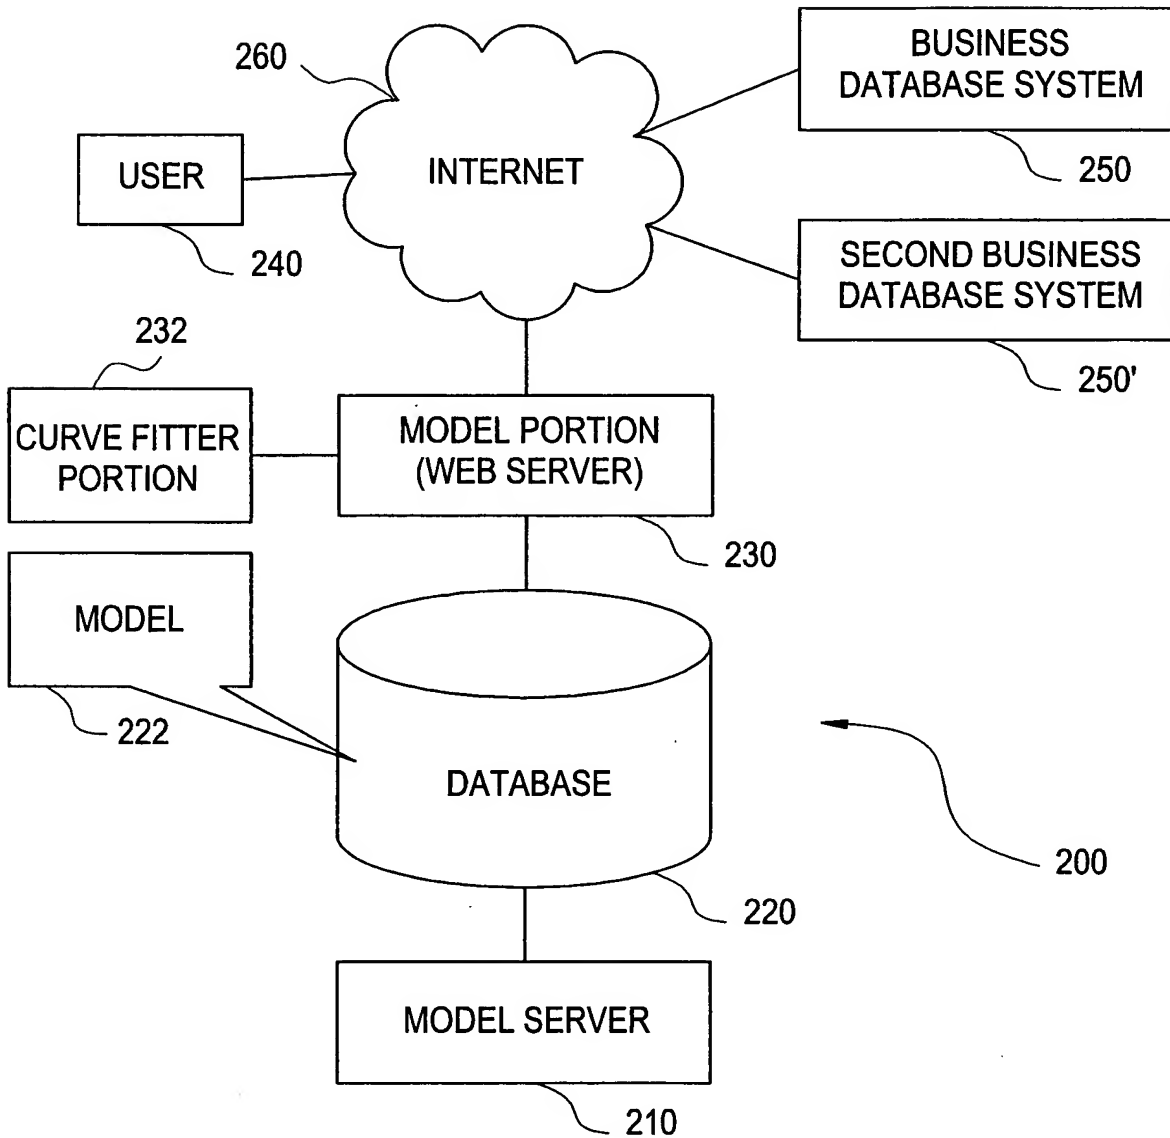 BUSINESS
DATABASE SYSTEM
260
INTERNET
USER
250
240
SECOND BUSINESS
DATABASE SYSTEM
232
250'
CURVE FITTER
PORTION
MODEL PORTION
(WEB SERVER)
230
MODEL
222
DATABASE
200
220
MODEL SERVER
210